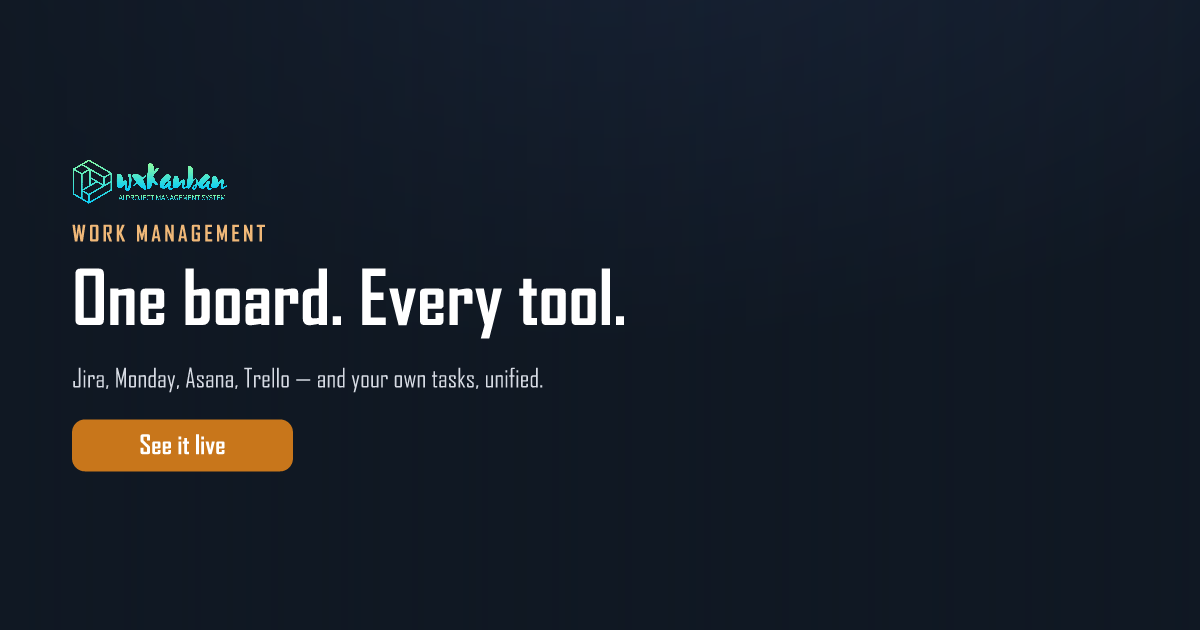 wxkanban
AI PROJECT MANAGEMENT SYSTEM
WORK MANAGEMENT
One board. Every tool.
Jira, Monday, Asana, Trello — and your own tasks, unified.
See it live